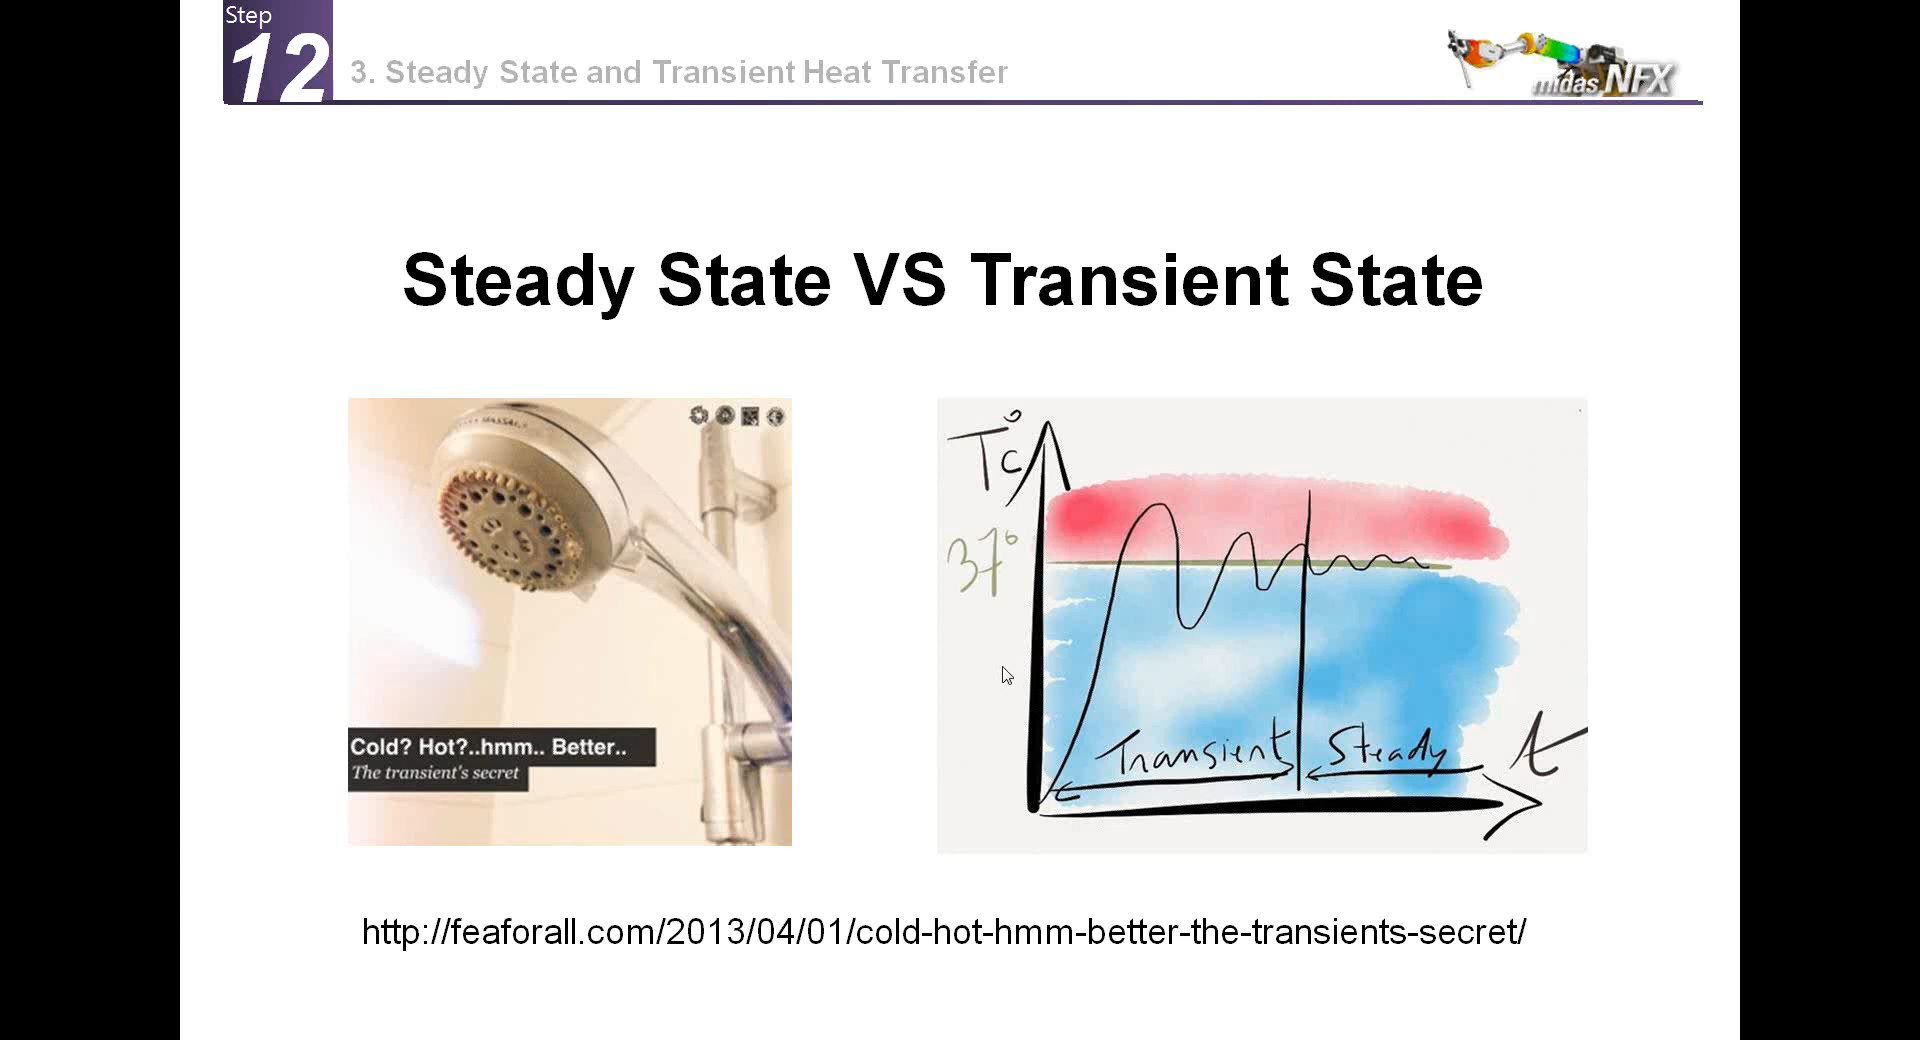 Step
12
3. Steady State and Transient Heat Transfer
midas NFX
Steady State VS Transient State
Cold? Hot?..hmm.. Better..
The transient's secret
T°c
37°
Transient
Steady
t
http://feaforall.com/2013/04/01/cold-hot-hmm-better-the-transients-secret/